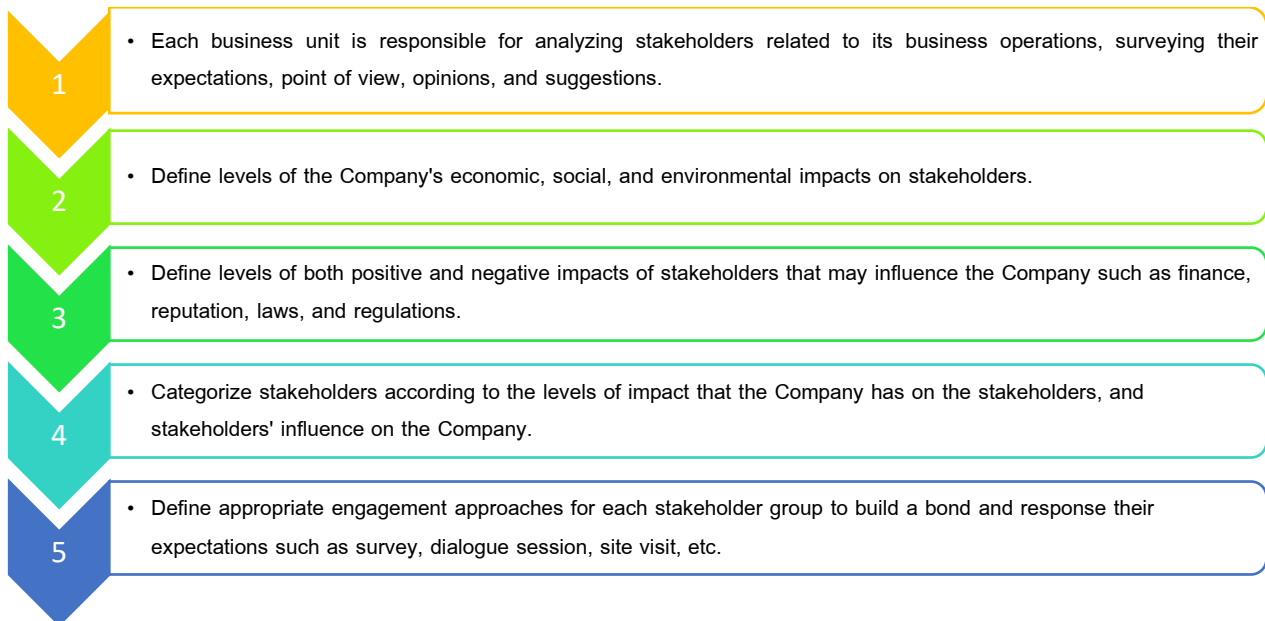 1
• Each business unit is responsible for analyzing stakeholders related to its business operations, surveying their
expectations, point of view, opinions, and suggestions.
2
• Define levels of the Company's economic, social, and environmental impacts on stakeholders.
3
• Define levels of both positive and negative impacts of stakeholders that may influence the Company such as finance,
reputation, laws, and regulations.
4
• Categorize stakeholders according to the levels of impact that the Company has on the stakeholders, and
stakeholders' influence on the Company.
5
• Define appropriate engagement approaches for each stakeholder group to build a bond and response their
expectations such as survey, dialogue session, site visit, etc.